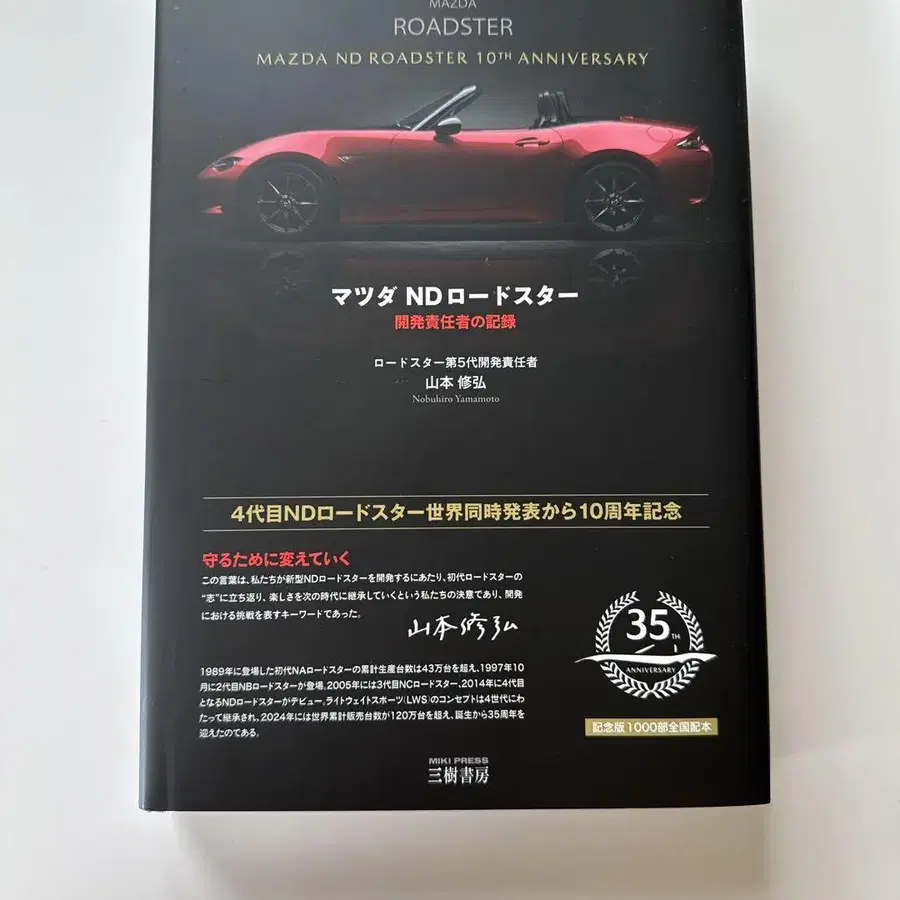 MAZDA
ROADSTER
MAZDA ND ROADSTER 10TH ANNIVERSARY
マツダ NDロードスター
開発責任者の記録
ロードスター第5代開発責任者
山本 修弘
Nobuhiro Yamamoto
4代目NDロードスター世界同時発表から10周年記念
守るために変えていく
この言葉は、私たちが新型NDロードスターを開発するにあたり、初代ロードスターの
“志”に立ち返り、楽しさを次の時代に継承していくという私たちの決意であり、開発
における挑戦を表すキーワードであった。
山本修弘
1989年に登場した初代NAロードスターの累計生産台数は43万台を超え、1997年10
月に2代目NBロードスターが登場。2005年には3代目NCロードスター、2014年に4代目
となるNDロードスターがデビュー。ライトウェイトスポーツ(LWS)のコンセプトは4世代にわ
たって継承され、2024年には世界累計販売台数が120万台を超え、誕生から35周年を
迎えたのである。
35TH
ANNIVERSARY
記念版1000部全国配本
MIKI PRESS
三樹書房